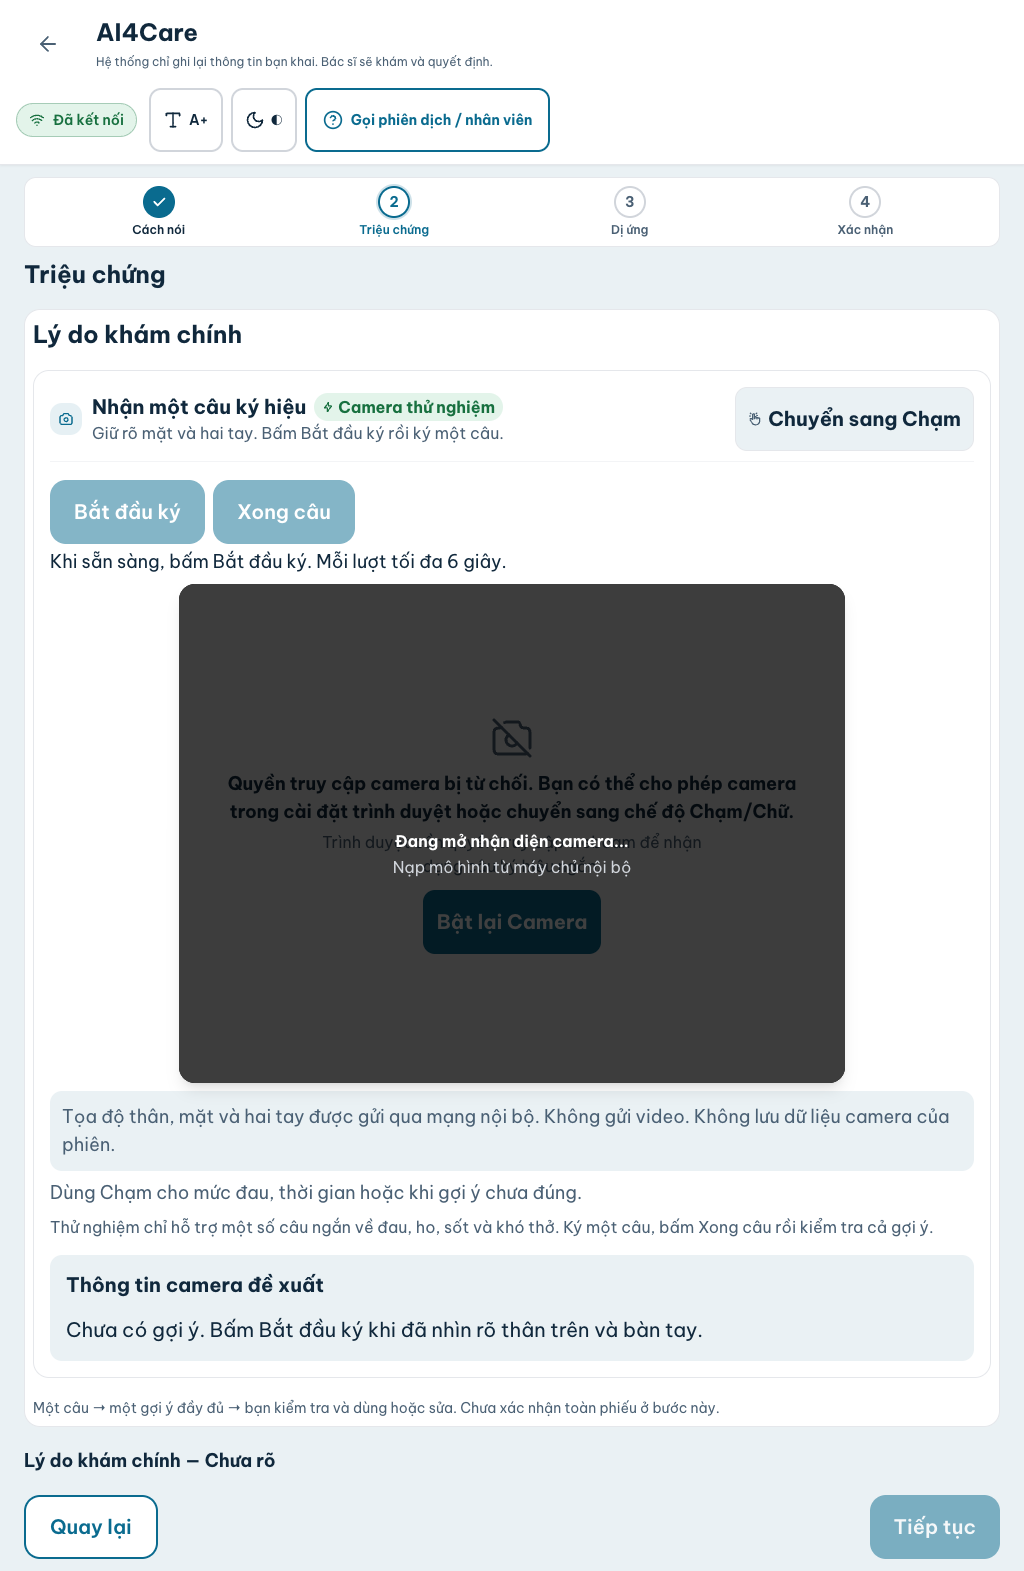 AI4Care
Hệ thống chỉ ghi lại thông tin bạn khai. Bác sĩ sẽ khám và quyết định.
Đã kết nối
A+
Gọi phiên dịch / nhân viên
2
3
4
Cách nói
Triệu chứng
Dị ứng
Xác nhận
Triệu chứng
Lý do khám chính
Nhận một câu ký hiệu
Camera thử nghiệm
Giữ rõ mặt và hai tay. Bấm Bắt đầu ký rồi ký một câu.
Chuyển sang Chạm
Bắt đầu ký
Xong câu
Khi sẵn sàng, bấm Bắt đầu ký. Mỗi lượt tối đa 6 giây.
Quyền truy cập camera bị từ chối. Bạn có thể cho phép camera
trong cài đặt trình duyệt hoặc chuyển sang chế độ Chạm/Chữ.
Trình để nhận
Đang mở nhận diện camera...
Nạp mô hình từ máy chủ nội bộ
Bật lại Camera
Tọa độ thân, mặt và hai tay được gửi qua mạng nội bộ. Không gửi video. Không lưu dữ liệu camera của
phiên.
Dùng Chạm cho mức đau, thời gian hoặc khi gợi ý chưa đúng.
Thử nghiệm chỉ hỗ trợ một số câu ngắn về đau, ho, sốt và khó thở. Ký một câu, bấm Xong câu rồi kiểm tra cả gợi ý.
Thông tin camera đề xuất
Chưa có gợi ý. Bấm Bắt đầu ký khi đã nhìn rõ thân trên và bàn tay.
Một câu → một gợi ý đầy đủ → bạn kiểm tra và dùng hoặc sửa. Chưa xác nhận toàn phiếu ở bước này.
Lý do khám chính — Chưa rõ
Quay lại
Tiếp tục